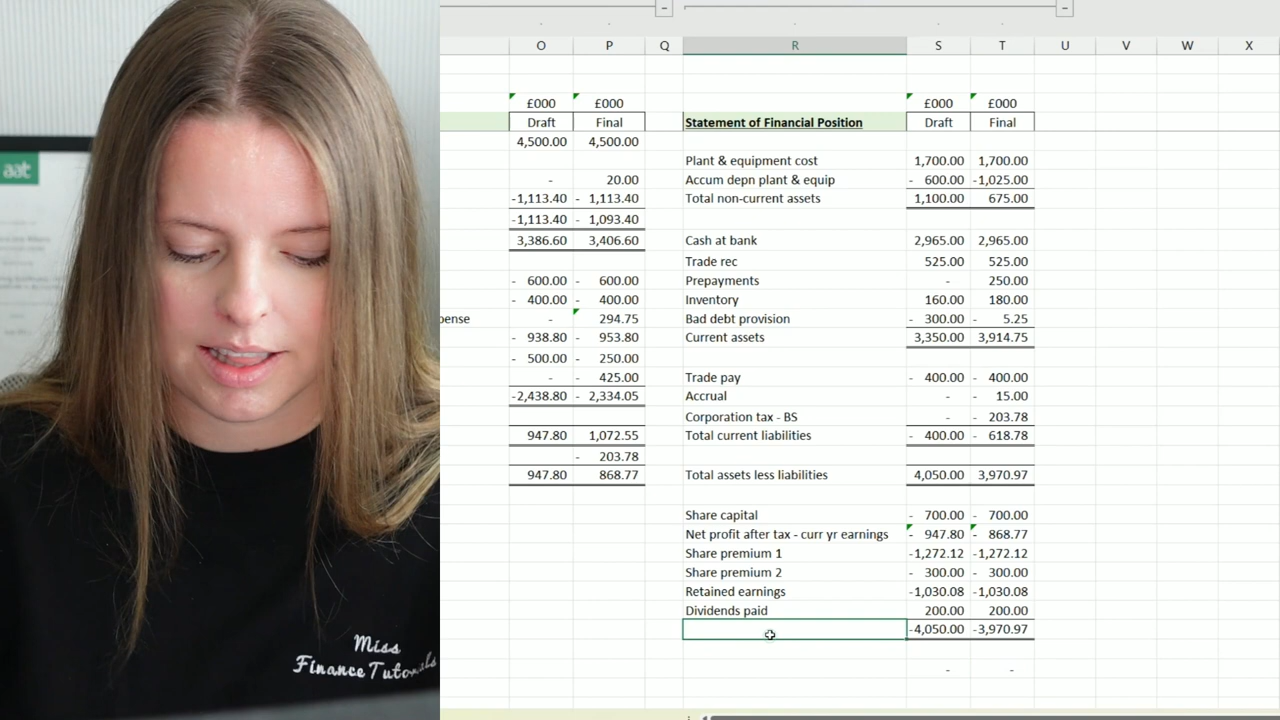 O P Q R S T U V W X
£000 £000 £000 £000
Draft Final Statement of Financial Position Draft Final
4,500.00 4,500.00
Plant & equipment cost 1,700.00 1,700.00
aat
- 20.00 Accum depn plant & equip - 600.00 -1,025.00
-1,113.40 - 1,113.40 Total non-current assets 1,100.00 675.00
-1,113.40 - 1,093.40
3,386.60 3,406.60 Cash at bank 2,965.00 2,965.00
Trade rec 525.00 525.00
- 600.00 - 600.00 Prepayments - 250.00
- 400.00 - 400.00 Inventory 160.00 180.00
pense - 294.75 Bad debt provision - 300.00 - 5.25
- 938.80 - 953.80 Current assets 3,350.00 3,914.75
- 500.00 - 250.00
- - 425.00 Trade pay - 400.00 - 400.00
-2,438.80 - 2,334.05 Accrual - - 15.00
Corporation tax - BS - - 203.78
947.80 1,072.55 Total current liabilities - 400.00 - 618.78
- 203.78
947.80 868.77 Total assets less liabilities 4,050.00 3,970.97
Share capital - 700.00 - 700.00
Net profit after tax - curr yr earnings - 947.80 - 868.77
Share premium 1 -1,272.12 -1,272.12
Share premium 2 - 300.00 - 300.00
Retained earnings -1,030.08 -1,030.08
Dividends paid 200.00 200.00
-4,050.00 -3,970.97
- -
Miss
Finance Tutorials